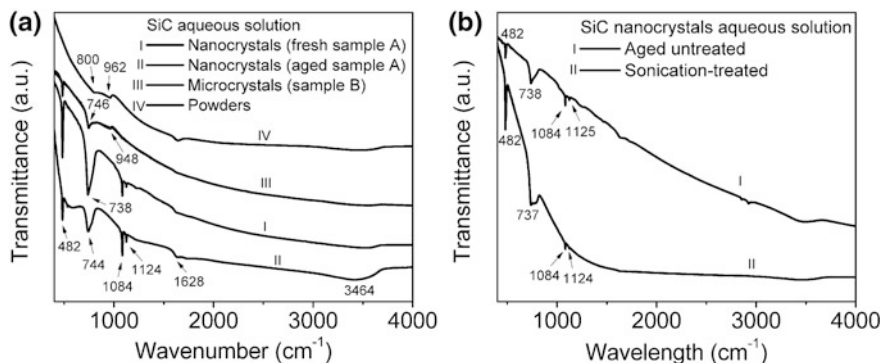 (a)
SiC aqueous solution
I Nanocrystals (fresh sample A)
II Nanocrystals (aged sample A)
III Microcrystals (sample B)
IV Powders
800
962
746
948
738
482
744
1084
1124
1628
3464
IV
III
I
II
Transmittance (a.u.)
1000 2000 3000 4000
Wavenumber (cm⁻¹)
(b)
SiC nanocrystals aqueous solution
I Aged untreated
II Sonication-treated
482
738
1084
1125
482
737
1084
1124
I
II
Transmittance (a.u.)
1000 2000 3000 4000
Wavelength (cm⁻¹)